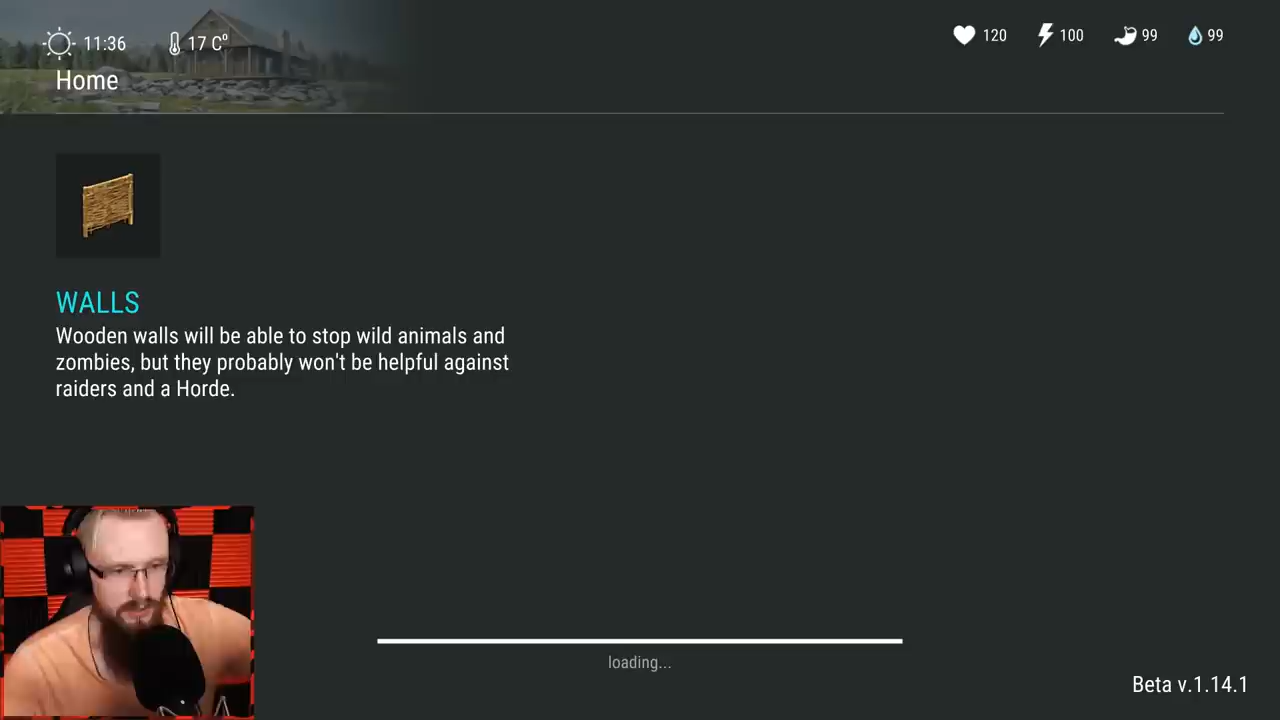 11:36
17 C°
120
100
99
99
Home
WALLS
Wooden walls will be able to stop wild animals and
zombies, but they probably won't be helpful against
raiders and a Horde.
loading...
Beta v.1.14.1